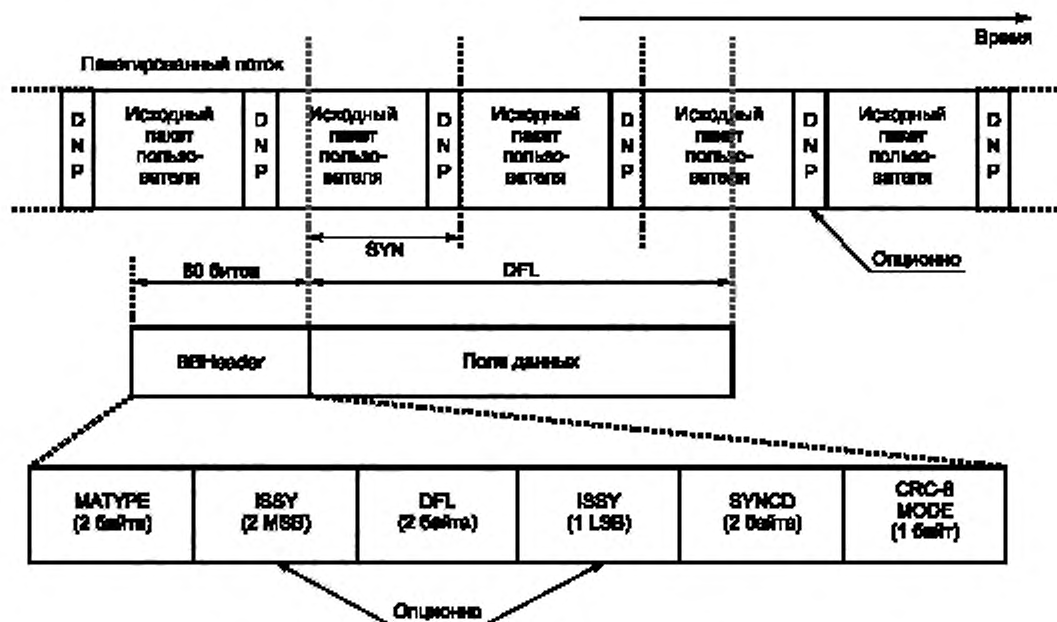 Время
Пакетированный поток
D N P
Исходный пакет пользо- вателя
D N P
Исходный пакет пользо- вателя
D N P
Исходный пакет пользо- вателя
D N P
Исходный пакет пользо- вателя
D N P
Исходный пакет пользо- вателя
D N P
SYN
Опционно
80 битов
DFL
BBHeader
Поле данных
MATYPE (2 байта)
ISSY (2 MSB)
DFL (2 байта)
ISSY (1 LSB)
SYNCD (2 байта)
CRC-8 MODE (1 байт)
Опционно